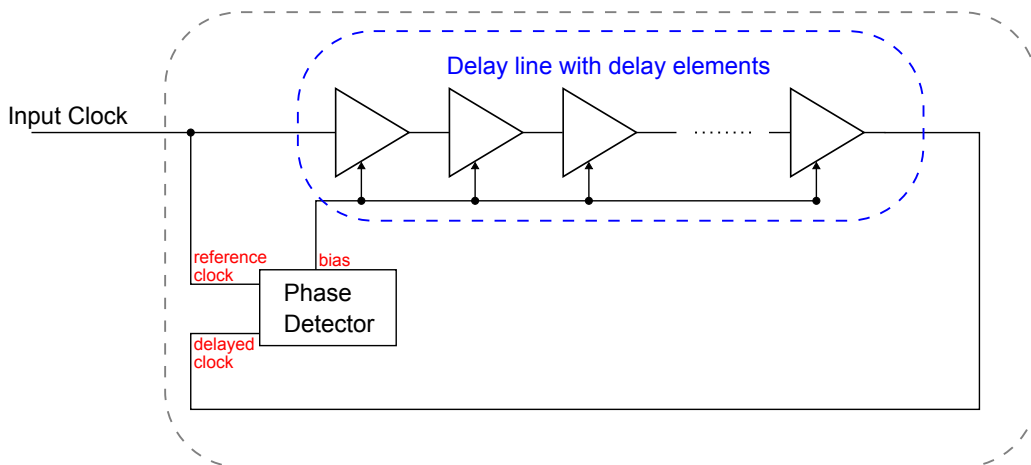 Delay line with delay elements
Input Clock
reference
clock
bias
Phase
Detector
delayed
clock